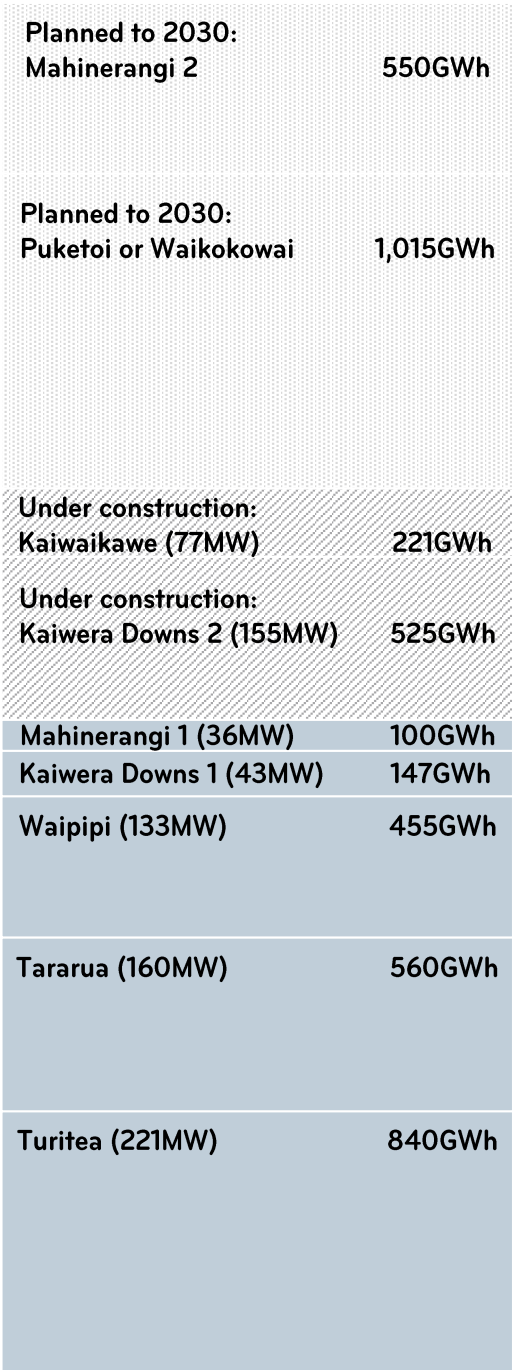 Planned to 2030:
Mahinerangi 2 550GWh
Planned to 2030:
Puketoi or Waikokowai 1,015GWh
Under construction:
Kaiwaikawe (77MW) 221GWh
Under construction:
Kaiwera Downs 2 (155MW) 525GWh
Mahinerangi 1 (36MW) 100GWh
Kaiwera Downs 1 (43MW) 147GWh
Waipipi (133MW) 455GWh
Tararua (160MW) 560GWh
Turitea (221MW) 840GWh